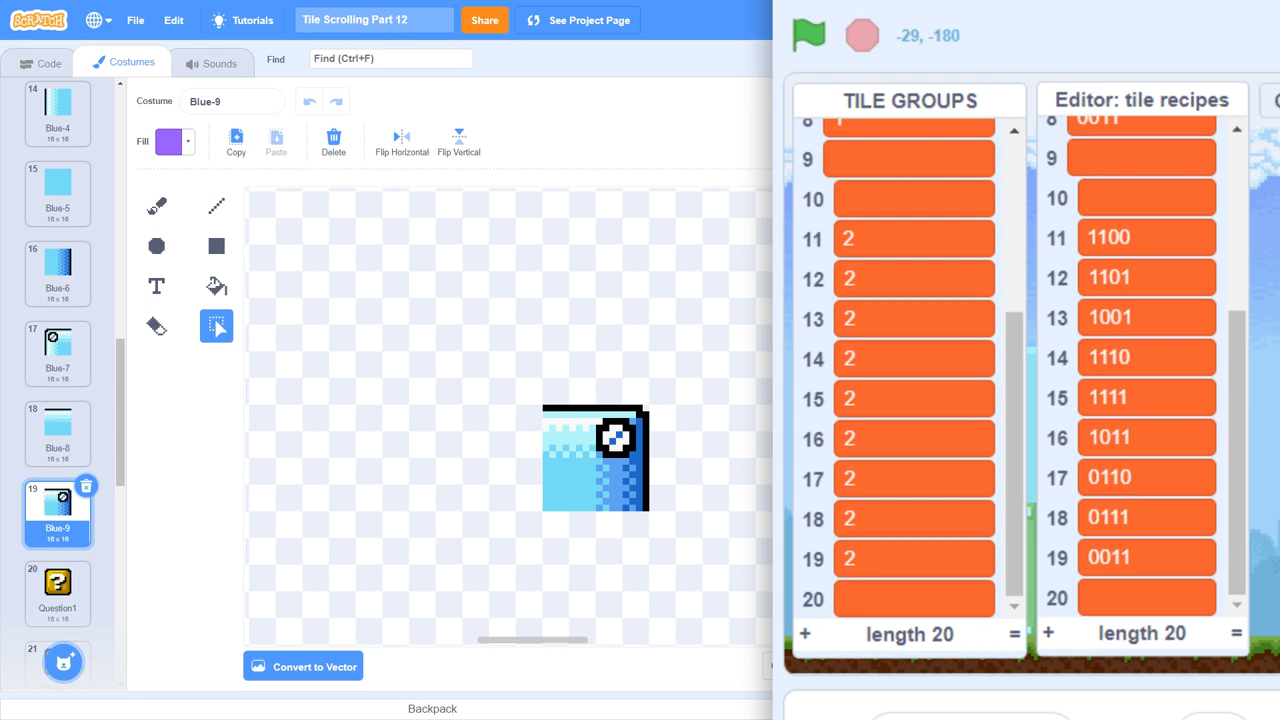 SCRATCH
File
Edit
Tutorials
Tile Scrolling Part 12
Share
See Project Page
Code
Costumes
Sounds
Find
Find (Ctrl+F)
14
Blue-4
16 x 16
15
Blue-5
16 x 16
16
Blue-6
16 x 16
17
Blue-7
16 x 16
18
Blue-8
16 x 16
19
Blue-9
16 x 16
20
Question1
16 x 16
21
Costume
Blue-9
Fill
Copy
Paste
Delete
Flip Horizontal
Flip Vertical
T
Convert to Vector
Backpack
-29, -180
TILE GROUPS
8 1
9
10
11 2
12 2
13 2
14 2
15 2
16 2
17 2
18 2
19 2
20
+ length 20 =
Editor: tile recipes
8 0011
9
10
11 1100
12 1101
13 1001
14 1110
15 1111
16 1011
17 0110
18 0111
19 0011
20
+ length 20 =